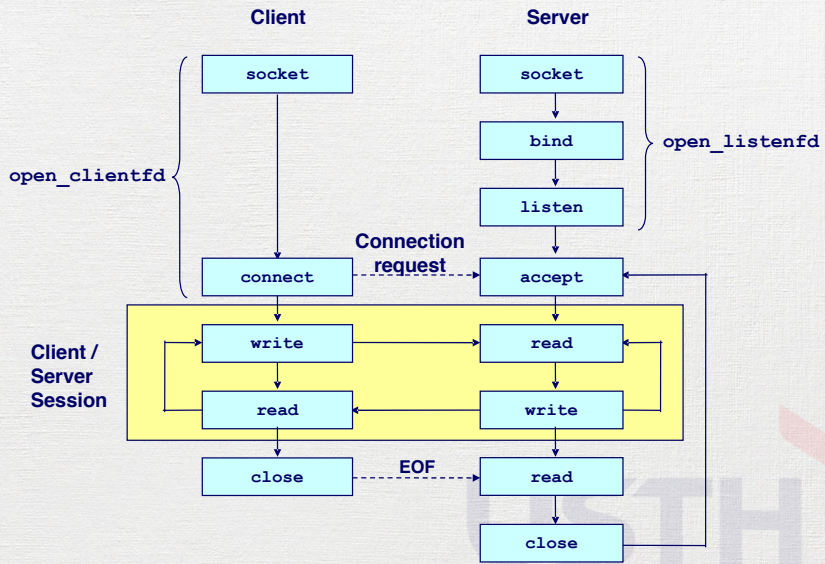 Client
Server
socket
socket
bind
open_clientfd
open_listenfd
listen
Connection
request
connect
accept
Client /
Server
Session
write
read
read
write
close
EOF
read
close
USTH